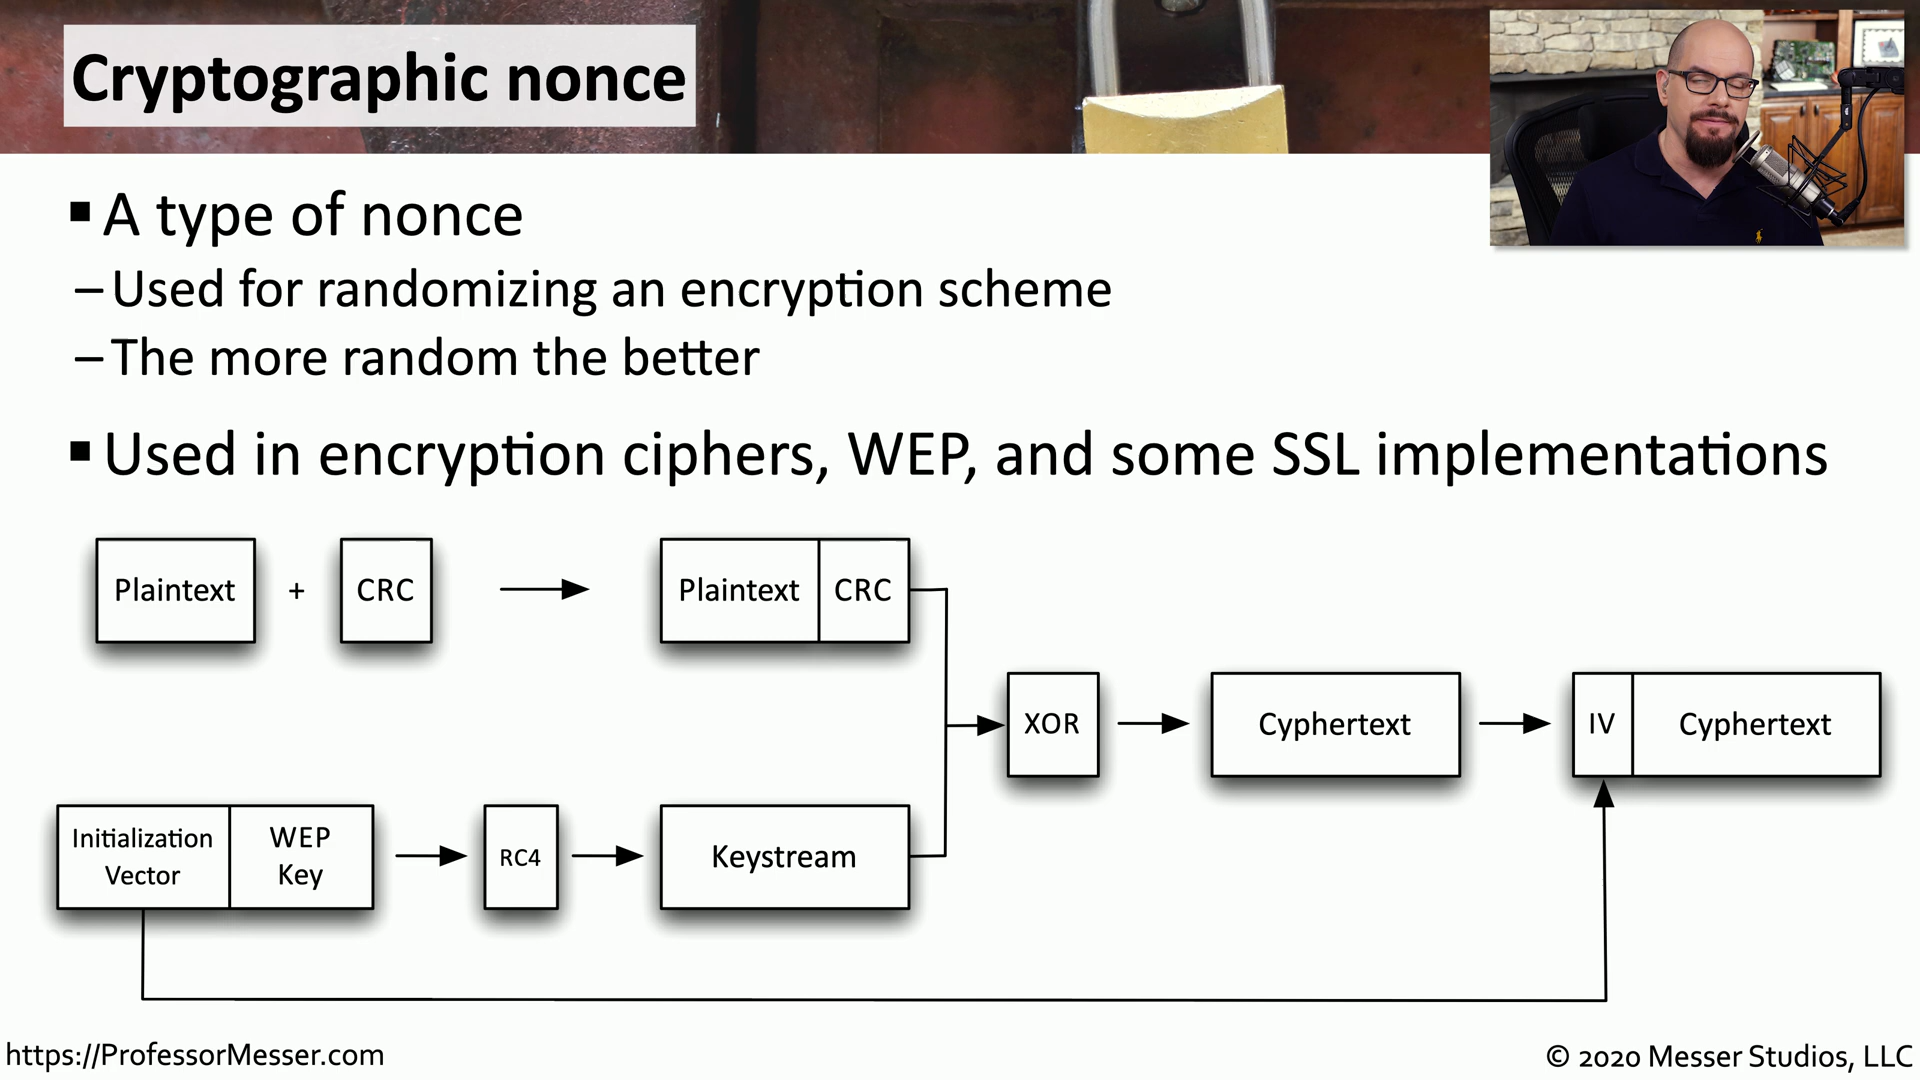 Cryptographic nonce
A type of nonce
– Used for randomizing an encryption scheme
– The more random the better
Used in encryption ciphers, WEP, and some SSL implementations
Plaintext + CRC
Plaintext CRC
XOR
Cyphertext
IV Cyphertext
Initialization Vector
WEP Key
RC4
Keystream
https://ProfessorMesser.com
© 2020 Messer Studios, LLC